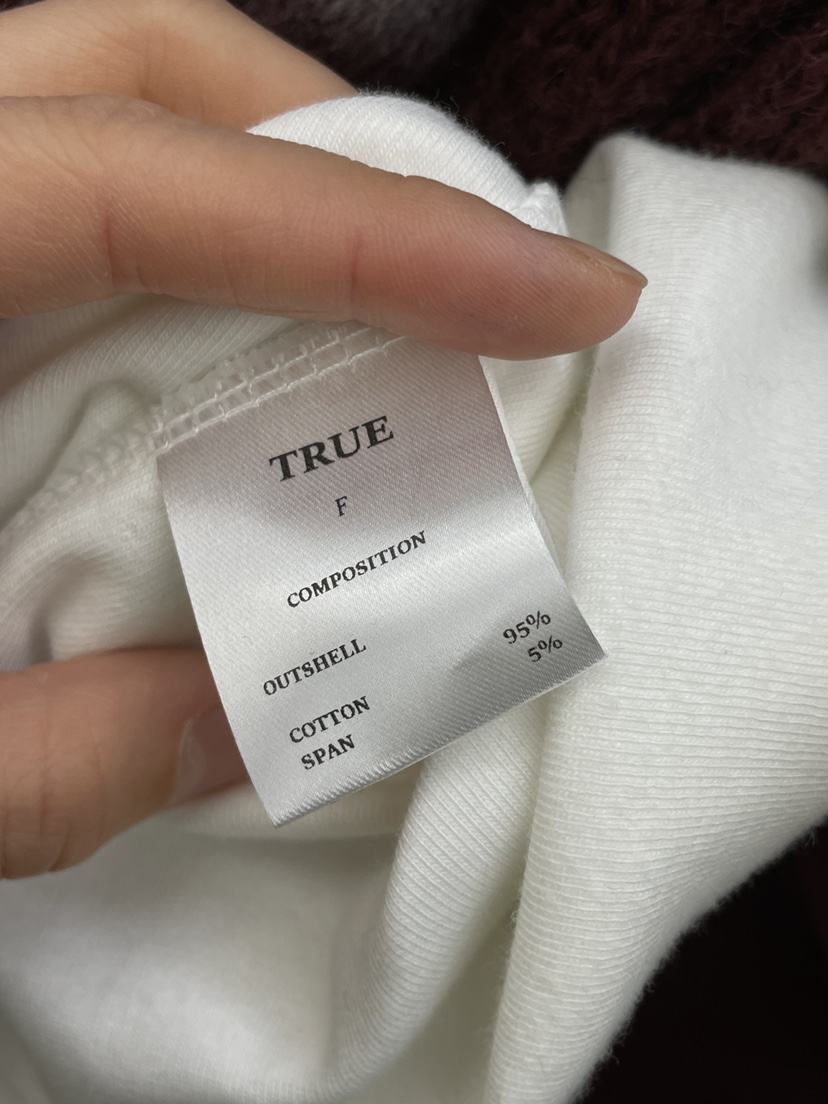 TRUE
F
COMPOSITION
OUTSHELL
COTTON 95%
SPAN 5%